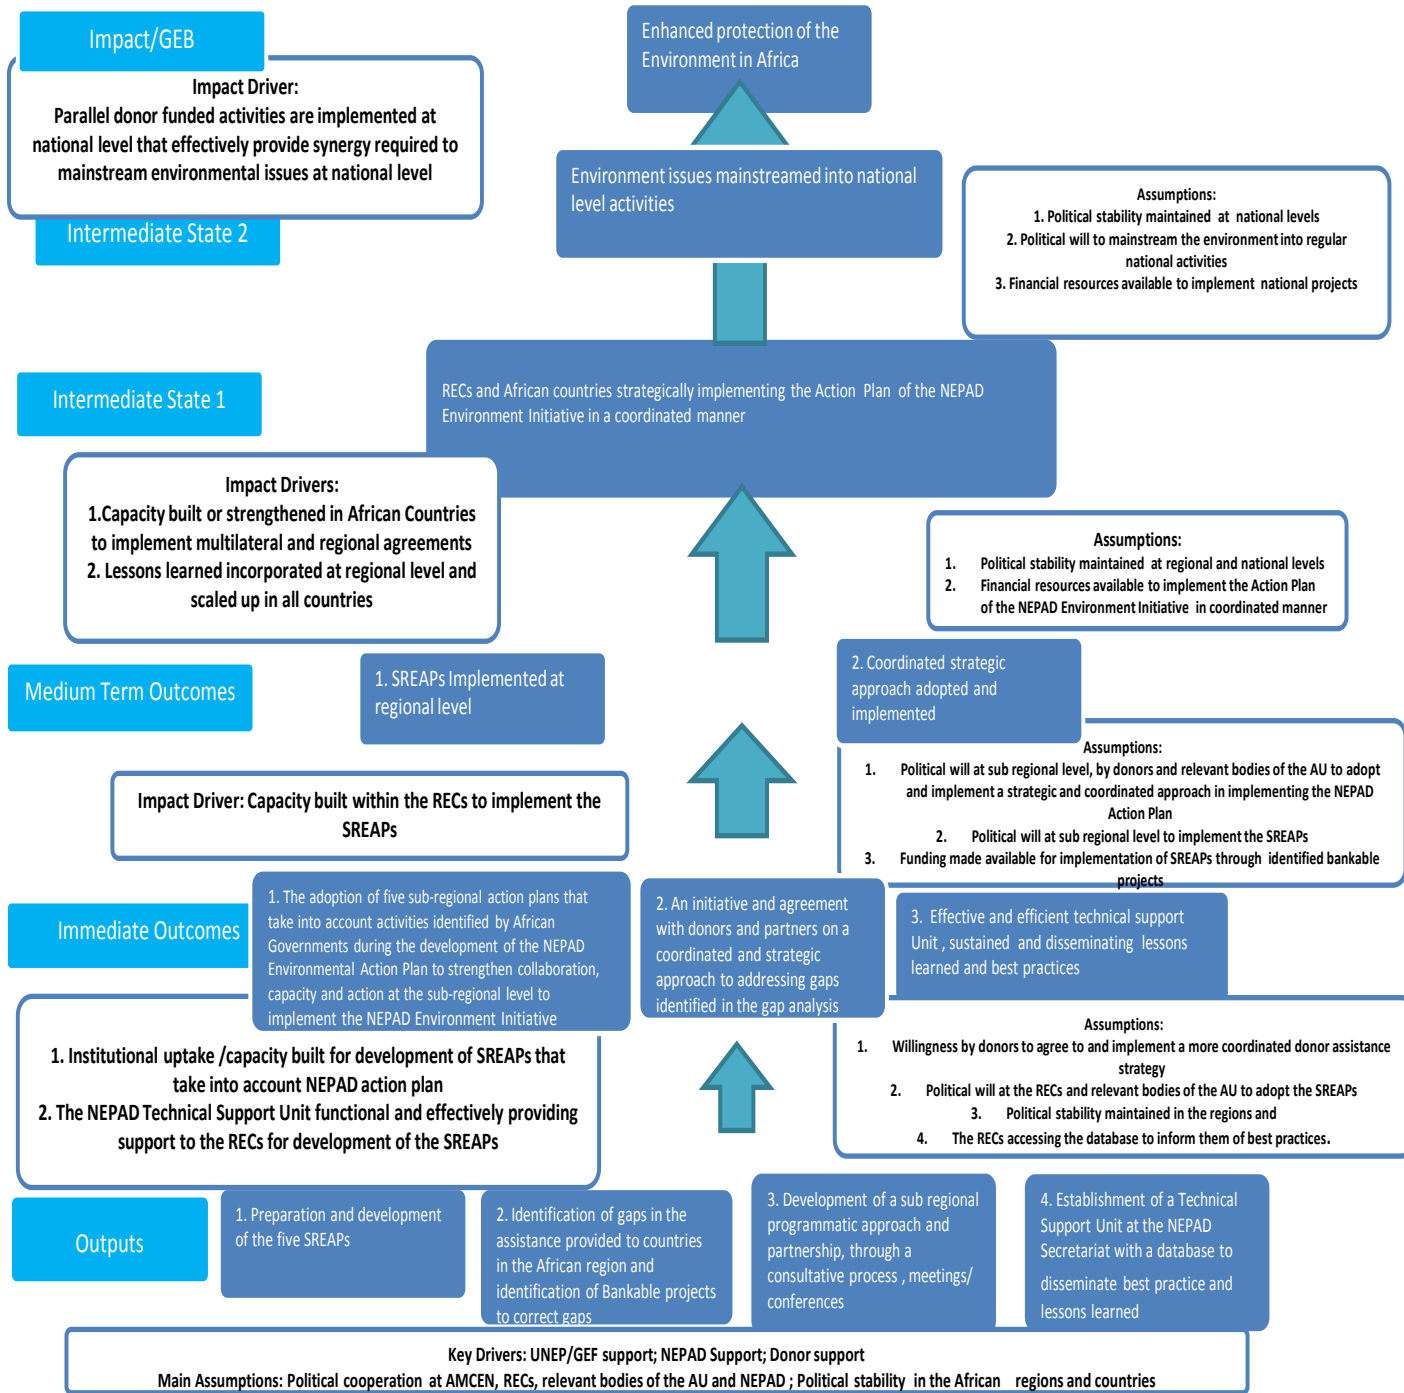 Impact/GEB
Enhanced protection of the
Environment in Africa
Impact Driver:
Parallel donor funded activities are implemented at
national level that effectively provide synergy required to
mainstream environmental issues at national level
Environment issues mainstreamed into national
level activities
Assumptions:
1. Political stability maintained at national levels
2. Political will to mainstream the environment into regular
national activities
3. Financial resources available to implement national projects
Intermediate State 2
Intermediate State 1
RECs and African countries strategically implementing the Action Plan of the NEPAD
Environment Initiative in a coordinated manner
Impact Drivers:
1.Capacity built or strengthened in African Countries
to implement multilateral and regional agreements
2. Lessons learned incorporated at regional level and
scaled up in all countries
Assumptions:
1. Political stability maintained at regional and national levels
2. Financial resources available to implement the Action Plan
of the NEPAD Environment Initiative in coordinated manner
Medium Term Outcomes
1. SREAPs Implemented at
regional level
2. Coordinated strategic
approach adopted and
implemented
Assumptions:
1. Political will at sub regional level, by donors and relevant bodies of the AU to adopt
and implement a strategic and coordinated approach in implementing the NEPAD
Action Plan
2. Political will at sub regional level to implement the SREAPs
3. Funding made available for implementation of SREAPs through identified bankable
projects
Impact Driver: Capacity built within the RECs to implement the
SREAPs
Immediate Outcomes
1. The adoption of five sub-regional action plans that
take into account activities identified by African
Governments during the development of the NEPAD
Environmental Action Plan to strengthen collaboration,
capacity and action at the sub-regional level to
implement the NEPAD Environment Initiative
2. An initiative and agreement
with donors and partners on a
coordinated and strategic
approach to addressing gaps
identified in the gap analysis
3. Effective and efficient technical support
Unit , sustained and disseminating lessons
learned and best practices
1. Institutional uptake /capacity built for development of SREAPs that
take into account NEPAD action plan
2. The NEPAD Technical Support Unit functional and effectively providing
support to the RECs for development of the SREAPs
Assumptions:
1. Willingness by donors to agree to and implement a more coordinated donor assistance
strategy
2. Political will at the RECs and relevant bodies of the AU to adopt the SREAPs
3. Political stability maintained in the regions and
4. The RECs accessing the database to inform them of best practices.
Outputs
1. Preparation and development
of the five SREAPs
2. Identification of gaps in the
assistance provided to countries
in the African region and
identification of Bankable projects
to correct gaps
3. Development of a sub regional
programmatic approach and
partnership, through a
consultative process , meetings/
conferences
4. Establishment of a Technical
Support Unit at the NEPAD
Secretariat with a database to
disseminate best practice and
lessons learned
Key Drivers: UNEP/GEF support; NEPAD Support; Donor support
Main Assumptions: Political cooperation at AMCEN, RECs, relevant bodies of the AU and NEPAD ; Political stability in the African regions and countries